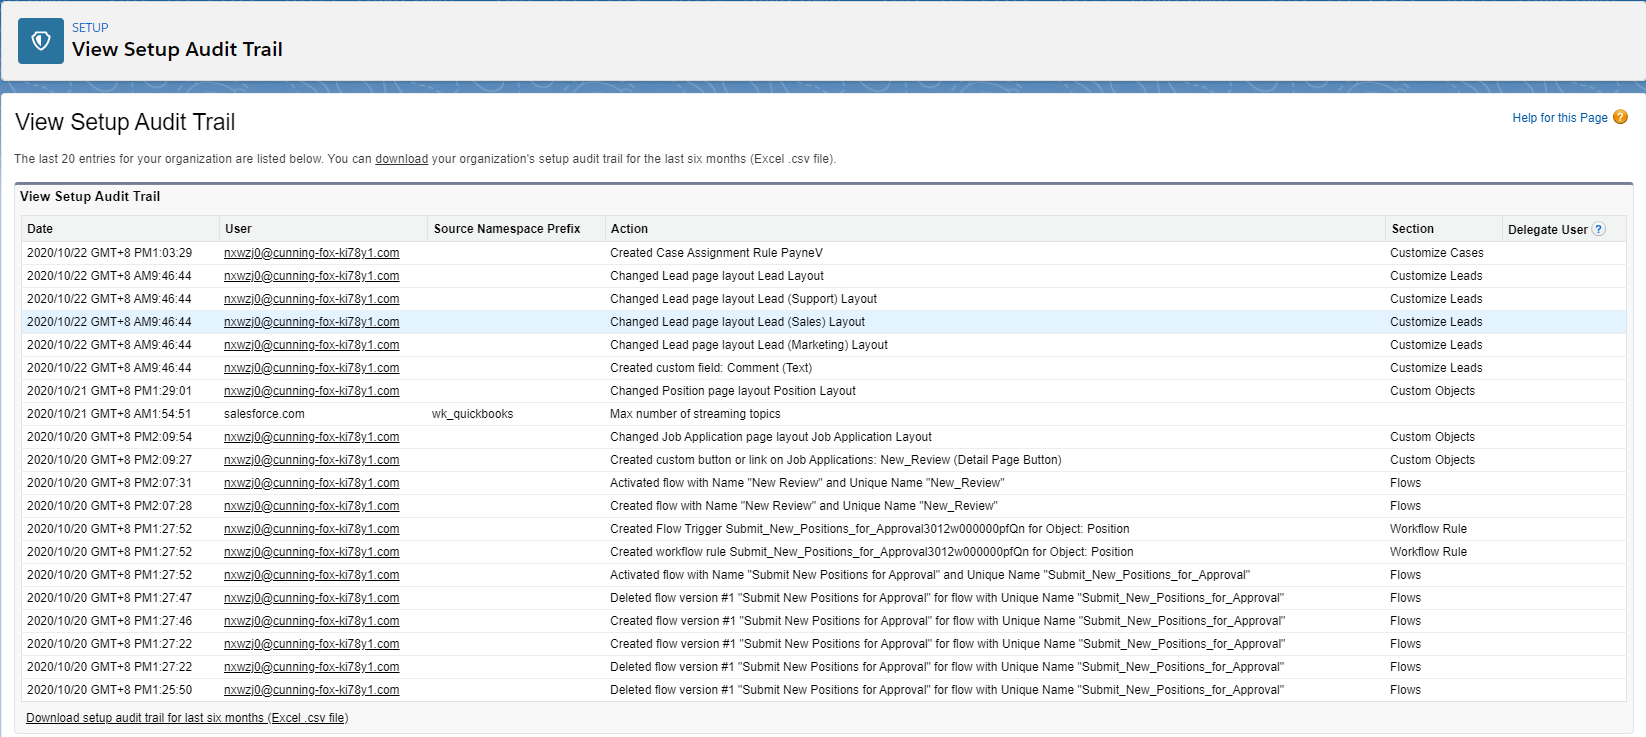 SETUP
View Setup Audit Trail
View Setup Audit Trail
Help for this Page ?
The last 20 entries for your organization are listed below. You can download your organization's setup audit trail for the last six months (Excel .csv file).
View Setup Audit Trail
Date User Source Namespace Prefix Action Section Delegate User ?
2020/10/22 GMT+8 PM1:03:29 nxwzj0@cunning-fox-ki78y1.com Created Case Assignment Rule PayneV Customize Cases
2020/10/22 GMT+8 AM9:46:44 nxwzj0@cunning-fox-ki78y1.com Changed Lead page layout Lead Layout Customize Leads
2020/10/22 GMT+8 AM9:46:44 nxwzj0@cunning-fox-ki78y1.com Changed Lead page layout Lead (Support) Layout Customize Leads
2020/10/22 GMT+8 AM9:46:44 nxwzj0@cunning-fox-ki78y1.com Changed Lead page layout Lead (Sales) Layout Customize Leads
2020/10/22 GMT+8 AM9:46:44 nxwzj0@cunning-fox-ki78y1.com Changed Lead page layout Lead (Marketing) Layout Customize Leads
2020/10/22 GMT+8 AM9:46:44 nxwzj0@cunning-fox-ki78y1.com Created custom field: Comment (Text) Customize Leads
2020/10/21 GMT+8 PM1:29:01 nxwzj0@cunning-fox-ki78y1.com Changed Position page layout Position Layout Custom Objects
2020/10/21 GMT+8 AM1:54:51 salesforce.com wk_quickbooks Max number of streaming topics
2020/10/20 GMT+8 PM2:09:54 nxwzj0@cunning-fox-ki78y1.com Changed Job Application page layout Job Application Layout Custom Objects
2020/10/20 GMT+8 PM2:09:27 nxwzj0@cunning-fox-ki78y1.com Created custom button or link on Job Applications: New_Review (Detail Page Button) Custom Objects
2020/10/20 GMT+8 PM2:07:31 nxwzj0@cunning-fox-ki78y1.com Activated flow with Name "New Review" and Unique Name "New_Review" Flows
2020/10/20 GMT+8 PM2:07:28 nxwzj0@cunning-fox-ki78y1.com Created flow with Name "New Review" and Unique Name "New_Review" Flows
2020/10/20 GMT+8 PM1:27:52 nxwzj0@cunning-fox-ki78y1.com Created Flow Trigger Submit_New_Positions_for_Approval3012w000000pfQn for Object: Position Workflow Rule
2020/10/20 GMT+8 PM1:27:52 nxwzj0@cunning-fox-ki78y1.com Created workflow rule Submit_New_Positions_for_Approval3012w000000pfQn for Object: Position Workflow Rule
2020/10/20 GMT+8 PM1:27:52 nxwzj0@cunning-fox-ki78y1.com Activated flow with Name "Submit New Positions for Approval" and Unique Name "Submit_New_Positions_for_Approval" Flows
2020/10/20 GMT+8 PM1:27:47 nxwzj0@cunning-fox-ki78y1.com Deleted flow version #1 "Submit New Positions for Approval" for flow with Unique Name "Submit_New_Positions_for_Approval" Flows
2020/10/20 GMT+8 PM1:27:46 nxwzj0@cunning-fox-ki78y1.com Created flow version #1 "Submit New Positions for Approval" for flow with Unique Name "Submit_New_Positions_for_Approval" Flows
2020/10/20 GMT+8 PM1:27:22 nxwzj0@cunning-fox-ki78y1.com Created flow version #1 "Submit New Positions for Approval" for flow with Unique Name "Submit_New_Positions_for_Approval" Flows
2020/10/20 GMT+8 PM1:27:22 nxwzj0@cunning-fox-ki78y1.com Deleted flow version #1 "Submit New Positions for Approval" for flow with Unique Name "Submit_New_Positions_for_Approval" Flows
2020/10/20 GMT+8 PM1:25:50 nxwzj0@cunning-fox-ki78y1.com Deleted flow version #1 "Submit New Positions for Approval" for flow with Unique Name "Submit_New_Positions_for_Approval" Flows
Download setup audit trail for last six months (Excel .csv file)